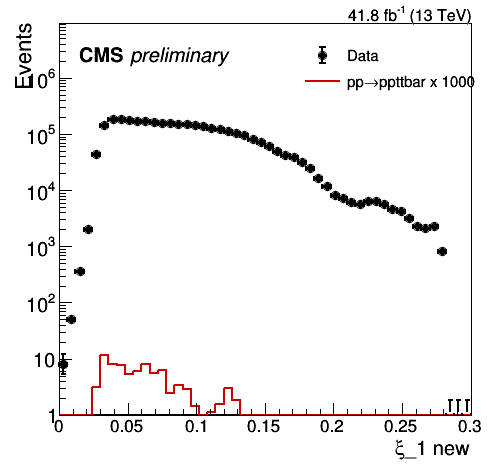 41.8 fb⁻¹ (13 TeV)
Events
CMS preliminary
Data
pp→ppttbar x 1000
10⁶
10⁵
10⁴
10³
10²
10
1
0 0.05 0.1 0.15 0.2 0.25 0.3
ξ_1 new